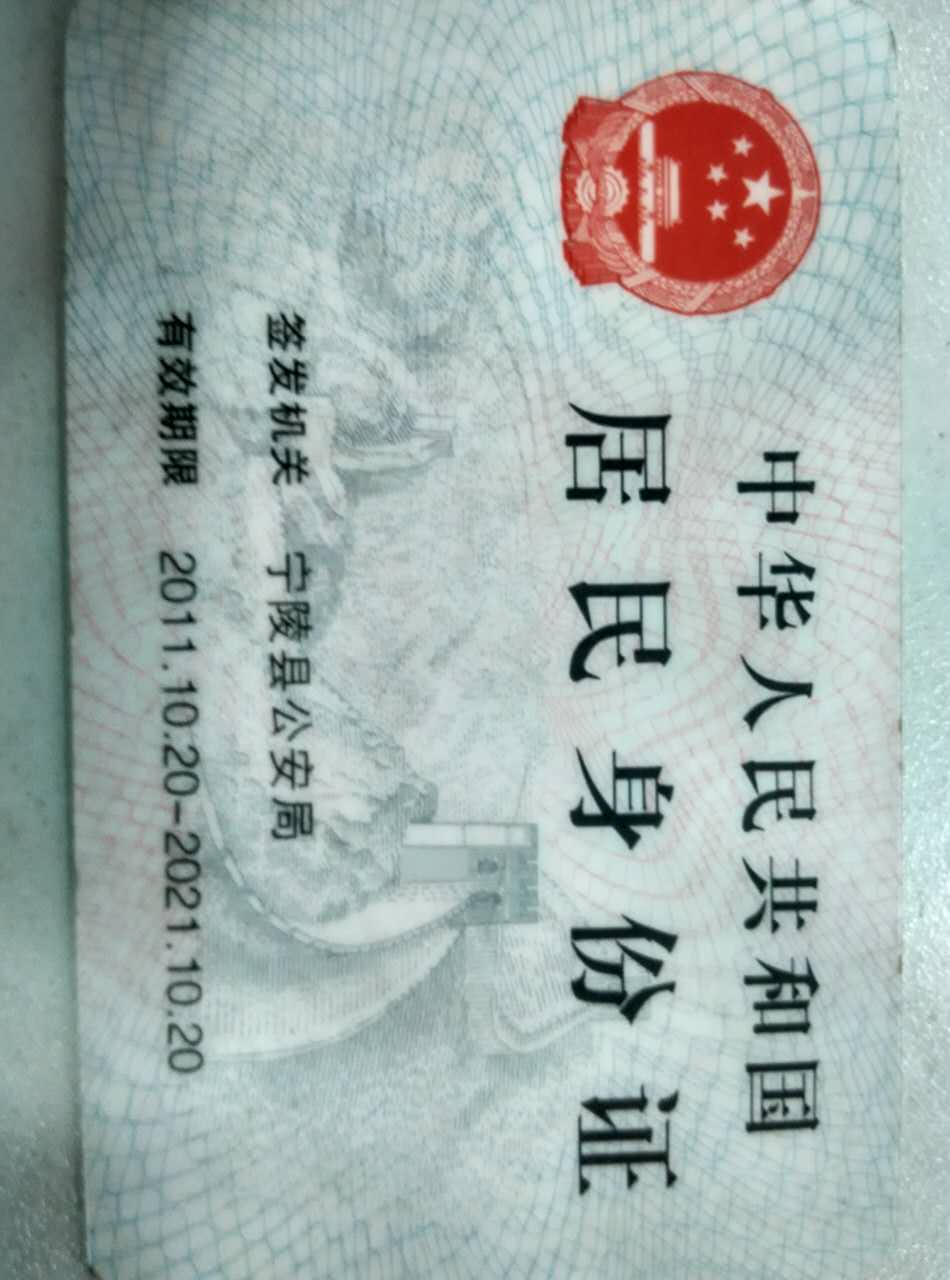 中华人民共和国
居民身份证
签发机关 宁陵县公安局
有效期限 2011.10.20-2021.10.20